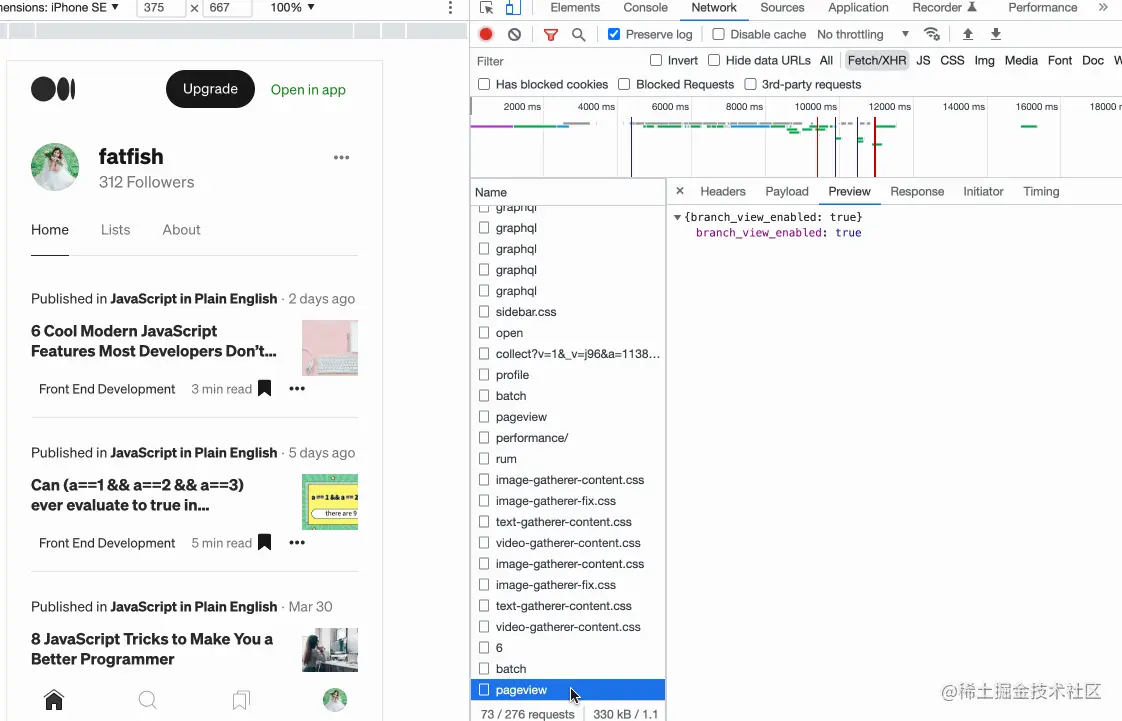 mensions: iPhone SE ▼ 375 × 667 100% ▼
Elements Console Network Sources Application Recorder Performance »
Preserve log Disable cache No throttling ▼
Filter Invert Hide data URLs All Fetch/XHR JS CSS Img Media Font Doc
Has blocked cookies Blocked Requests 3rd-party requests
2000 ms 4000 ms 6000 ms 8000 ms 10000 ms 12000 ms 14000 ms 16000 ms 18000
Upgrade Open in app
fatfish
312 Followers
Home Lists About
Published in JavaScript in Plain English · 2 days ago
6 Cool Modern JavaScript
Features Most Developers Don't...
Front End Development 3 min read
Published in JavaScript in Plain English · 5 days ago
Can (a==1 && a==2 && a==3)
ever evaluate to true in...
a == 1 && a == 2
there are 9
Front End Development 5 min read
Published in JavaScript in Plain English · Mar 30
8 JavaScript Tricks to Make You a
Better Programmer
Name
graphql
graphql
graphql
graphql
graphql
sidebar.css
open
collect?v=1&_v=j96&a=1138...
profile
batch
pageview
performance/
rum
image-gatherer-content.css
image-gatherer-fix.css
text-gatherer-content.css
video-gatherer-content.css
image-gatherer-content.css
image-gatherer-fix.css
text-gatherer-content.css
video-gatherer-content.css
6
batch
pageview
73 / 276 requests 330 kB / 1.1
× Headers Payload Preview Response Initiator Timing
▼{branch_view_enabled: true}
branch_view_enabled: true
@稀土掘金技术社区